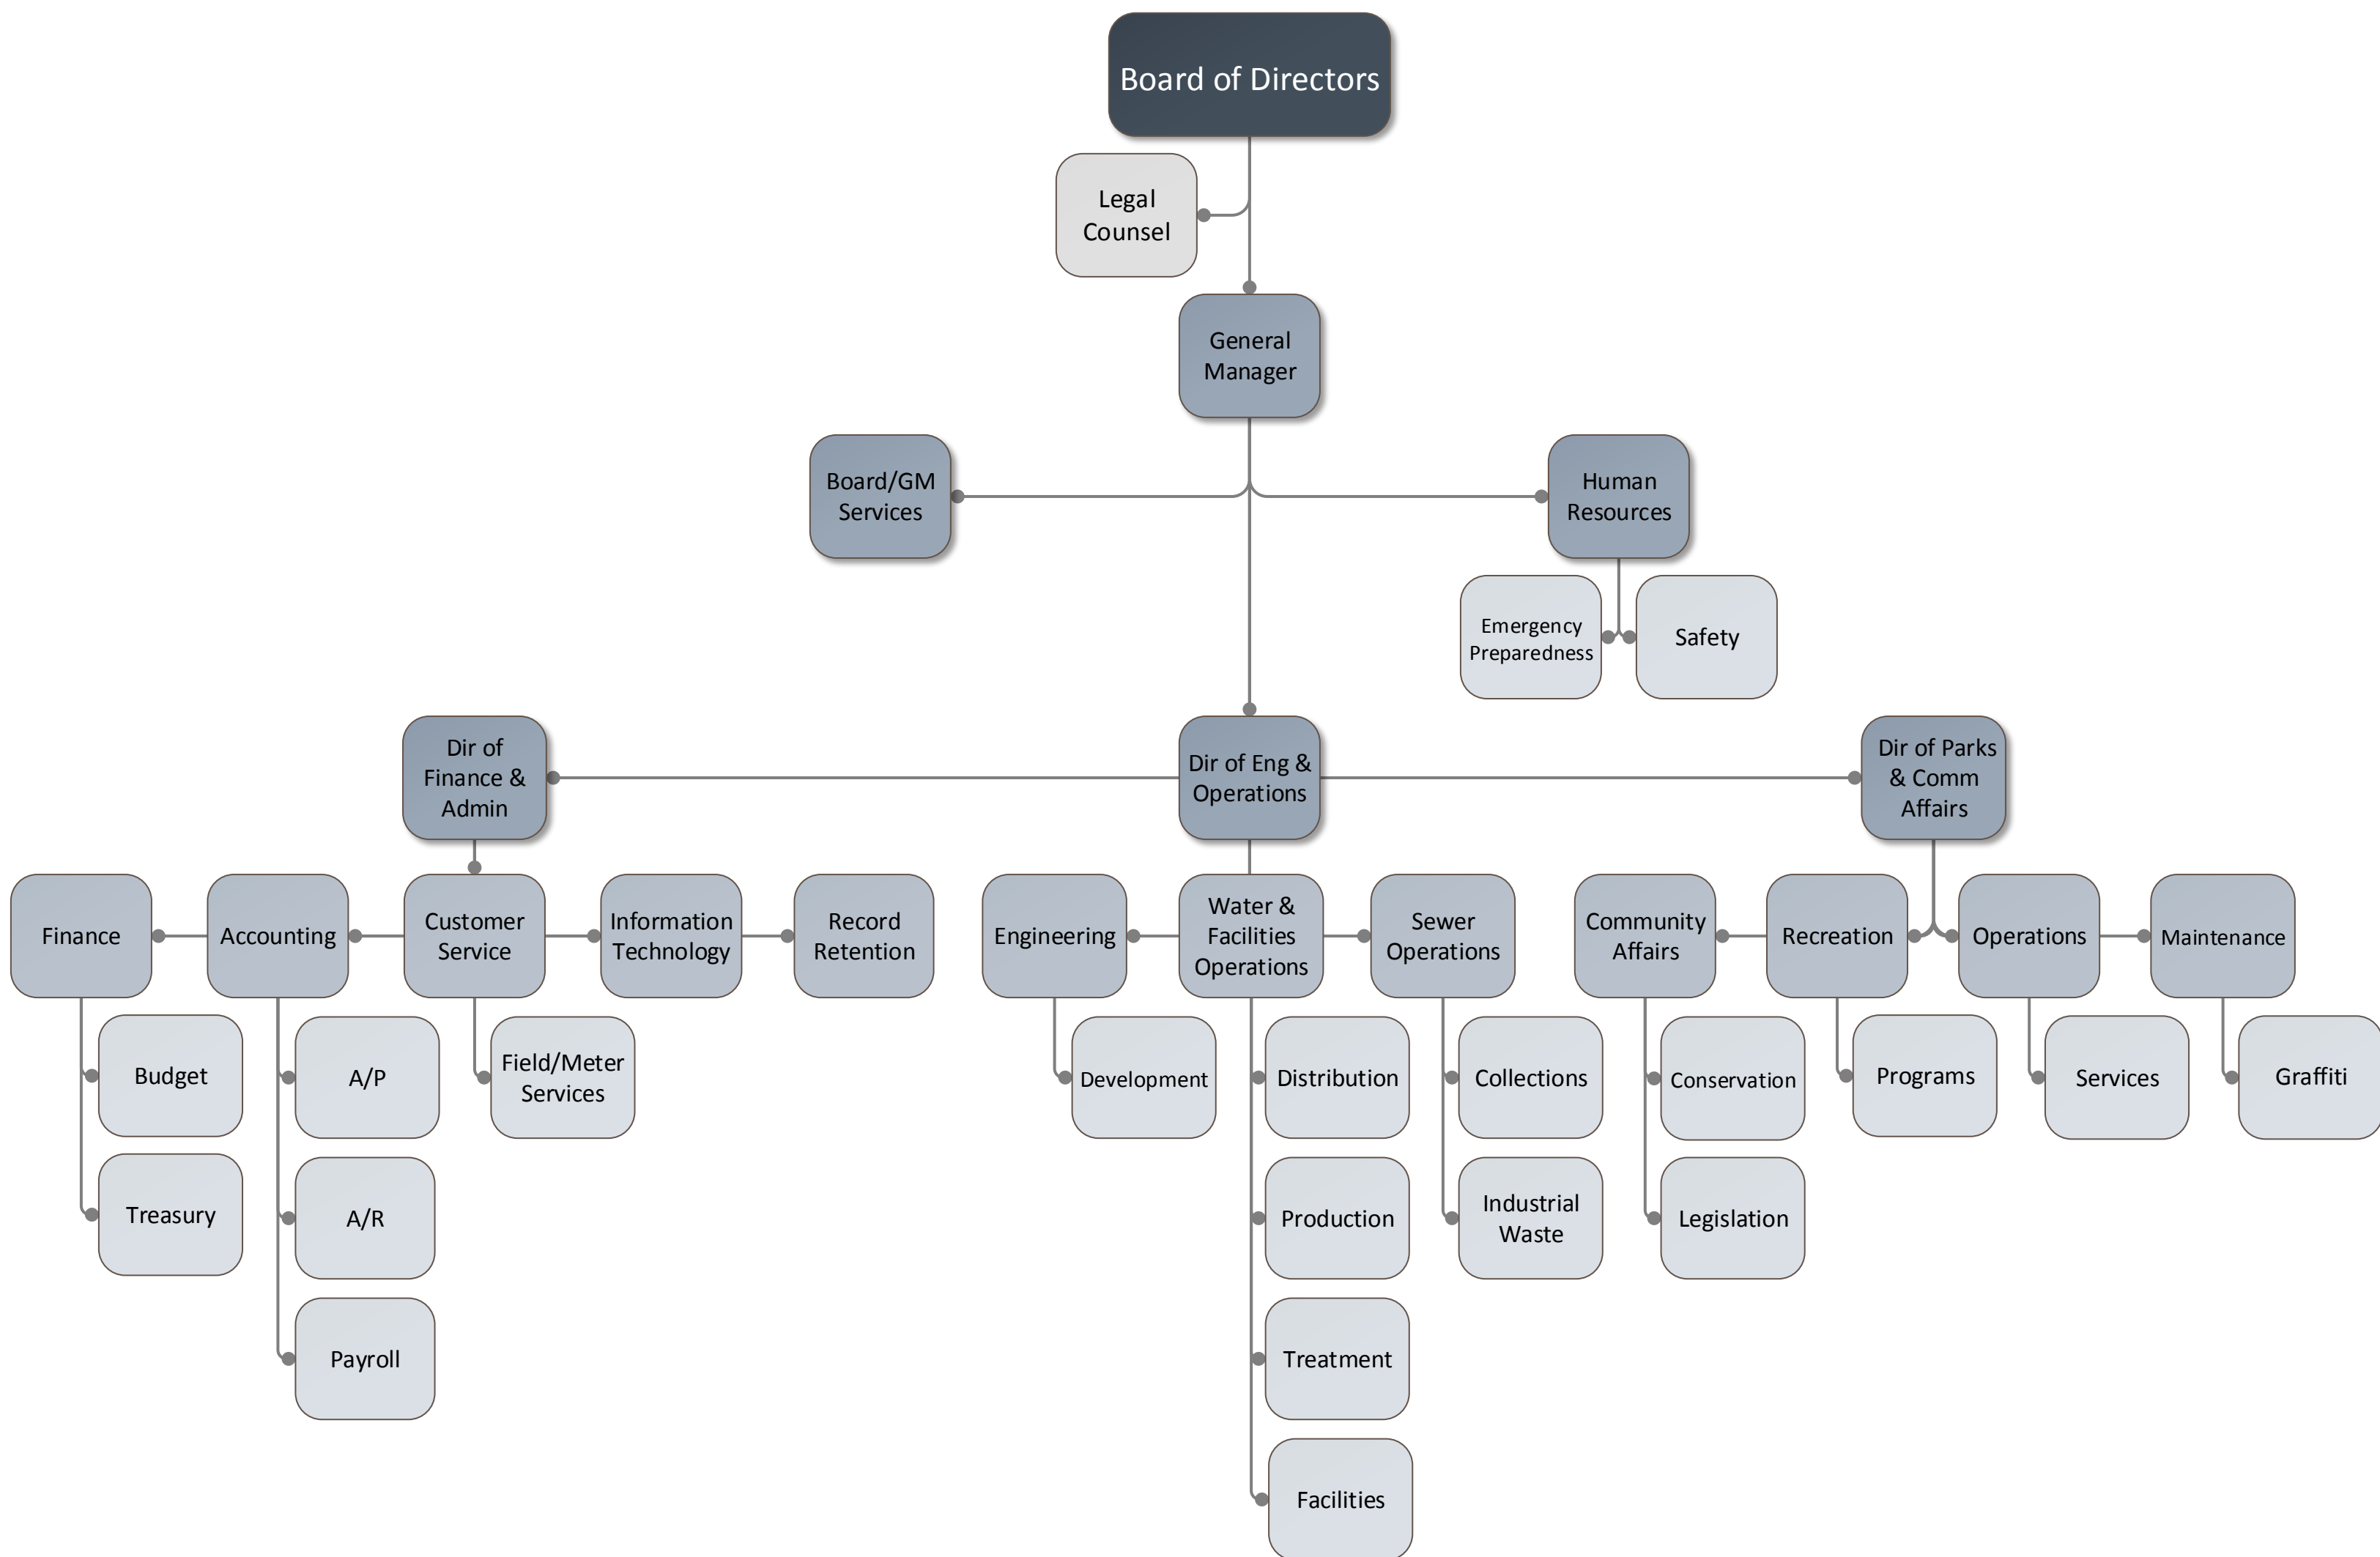 Board of Directors
Legal
Counsel
General
Manager
Board/GM
Services
Human
Resources
Emergency
Preparedness
Safety
Dir of
Finance &
Admin
Dir of Eng &
Operations
Dir of Parks
& Comm
Affairs
Finance
Accounting
Customer
Service
Information
Technology
Record
Retention
Engineering
Water &
Facilities
Operations
Sewer
Operations
Community
Affairs
Recreation
Operations
Maintenance
Budget
A/P
Field/Meter
Services
Development
Distribution
Collections
Conservation
Programs
Services
Graffiti
Treasury
A/R
Production
Industrial
Waste
Legislation
Payroll
Treatment
Facilities